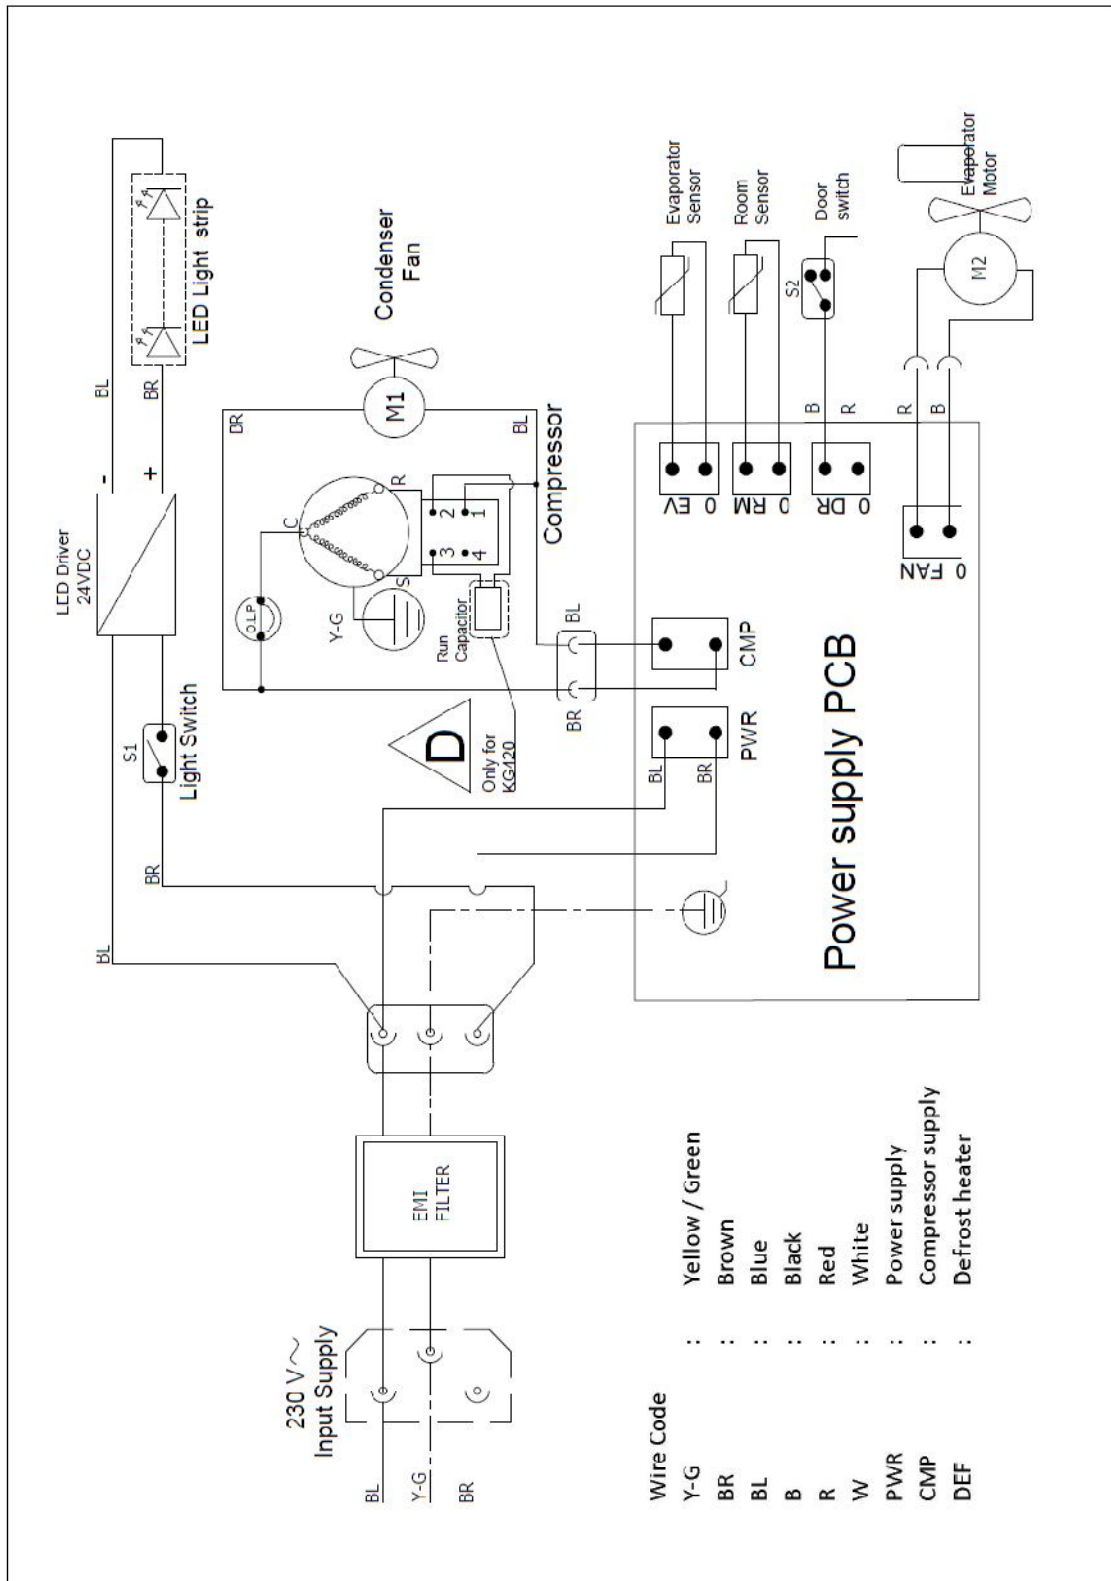 230 V~
Input Supply
BL
Y-G
BR
EMI
FILTER
BL
BR
S1
Light Switch
LED Driver
24VDC
-
+
BL
BR
LED Light strip
BR
BL
O.L.P
C
R
S
Y-G
2
1
3
4
Run
Capacitor
M1
Condenser
Fan
Compressor
D
Only for
KG420
BL
BR
BL
BR
PWR
CMP
Power supply PCB
EV
0
RM
0
DR
0
FAN
0
Evaporator
Sensor
Room
Sensor
Door
switch
S2
B
R
R
B
M2
Evaporator
Motor
Wire Code
Y-G : Yellow / Green
BR : Brown
BL : Blue
B : Black
R : Red
W : White
PWR : Power supply
CMP : Compressor supply
DEF : Defrost heater